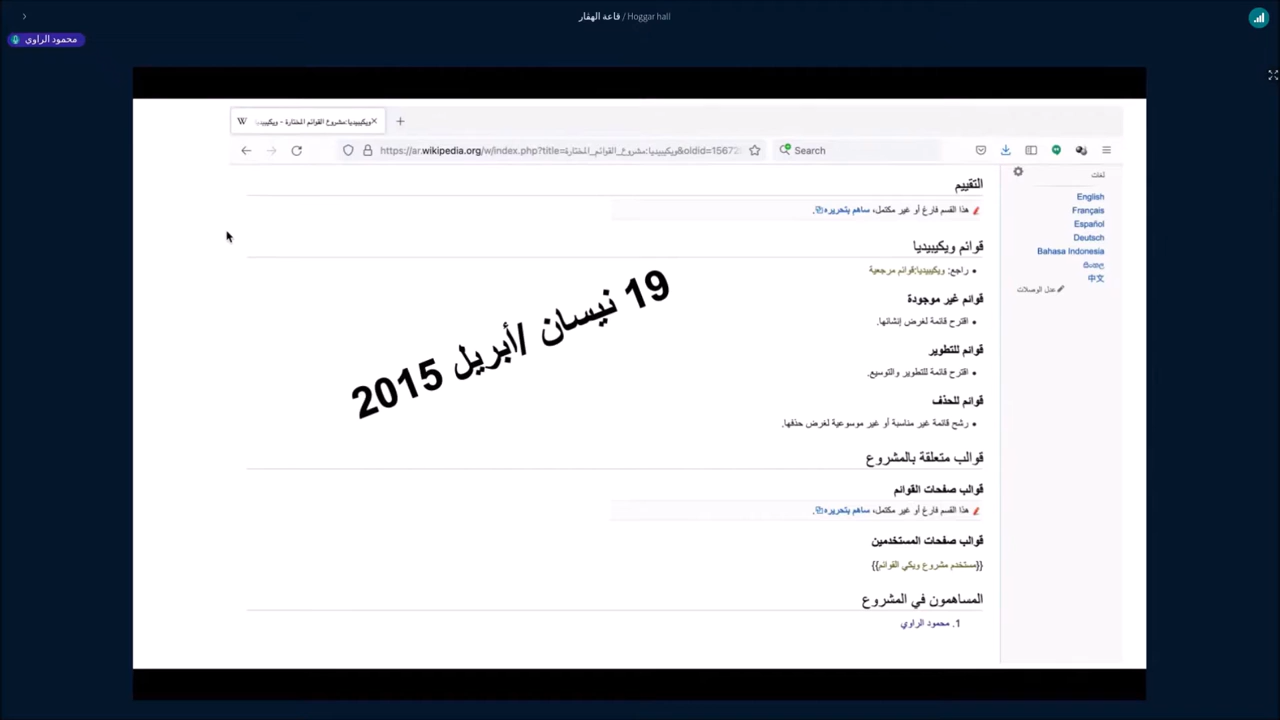 قاعة الهقار / Hoggar hall
محمود الراوي
ويكيبيديا:مشروع القوائم المختارة - ويكيبيد
https://ar.wikipedia.org/w/index.php?title=ويكيبيديا:مشروع_القوائم_المختارة&oldid=1567
Search
لغات
English
Français
Español
Deutsch
Bahasa Indonesia
සිංහල
中文
عدل الوصلات
التقييم
هذا القسم فارغ أو غير مكتمل، ساهم بتحريره.
قوائم ويكيبيديا
• راجع: ويكيبيديا:قوائم مرجعية
قوائم غير موجودة
• اقترح قائمة لغرض إنشائها.
قوائم للتطوير
• اقترح قائمة للتطوير والتوسيع.
قوائم للحذف
• رشح قائمة غير مناسبة أو غير موسوعية لغرض حذفها.
قوالب متعلقة بالمشروع
قوالب صفحات القوائم
هذا القسم فارغ أو غير مكتمل، ساهم بتحريره.
قوالب صفحات المستخدمين
{{مستخدم مشروع ويكي القوائم}}
المساهمون في المشروع
1. محمود الراوي
19 نيسان /أبريل 2015